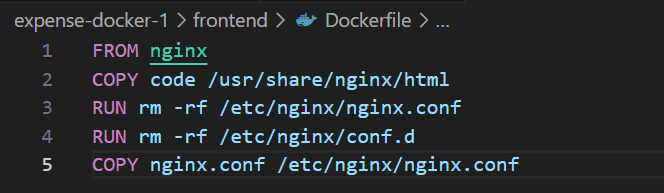 expense-docker-1 > frontend > Dockerfile > ...
1 FROM nginx
2 COPY code /usr/share/nginx/html
3 RUN rm -rf /etc/nginx/nginx.conf
4 RUN rm -rf /etc/nginx/conf.d
5 COPY nginx.conf /etc/nginx/nginx.conf